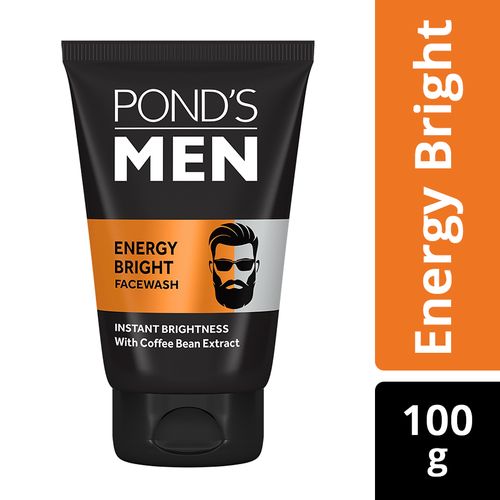 POND'S
MEN
ENERGY
BRIGHT
FACEWASH
INSTANT BRIGHTNESS
With Coffee Bean Extract
Energy Bright
100
g